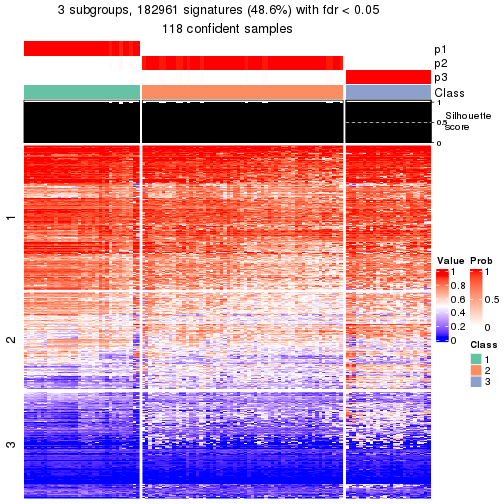 3 subgroups, 182961 signatures (48.6%) with fdr < 0.05
118 confident samples
p1
p2
p3
Class
1
0.5
0
Silhouette
score
1
2
3
Value
1
0.8
0.6
0.4
0.2
0
Prob
1
0.5
0
Class
1
2
3